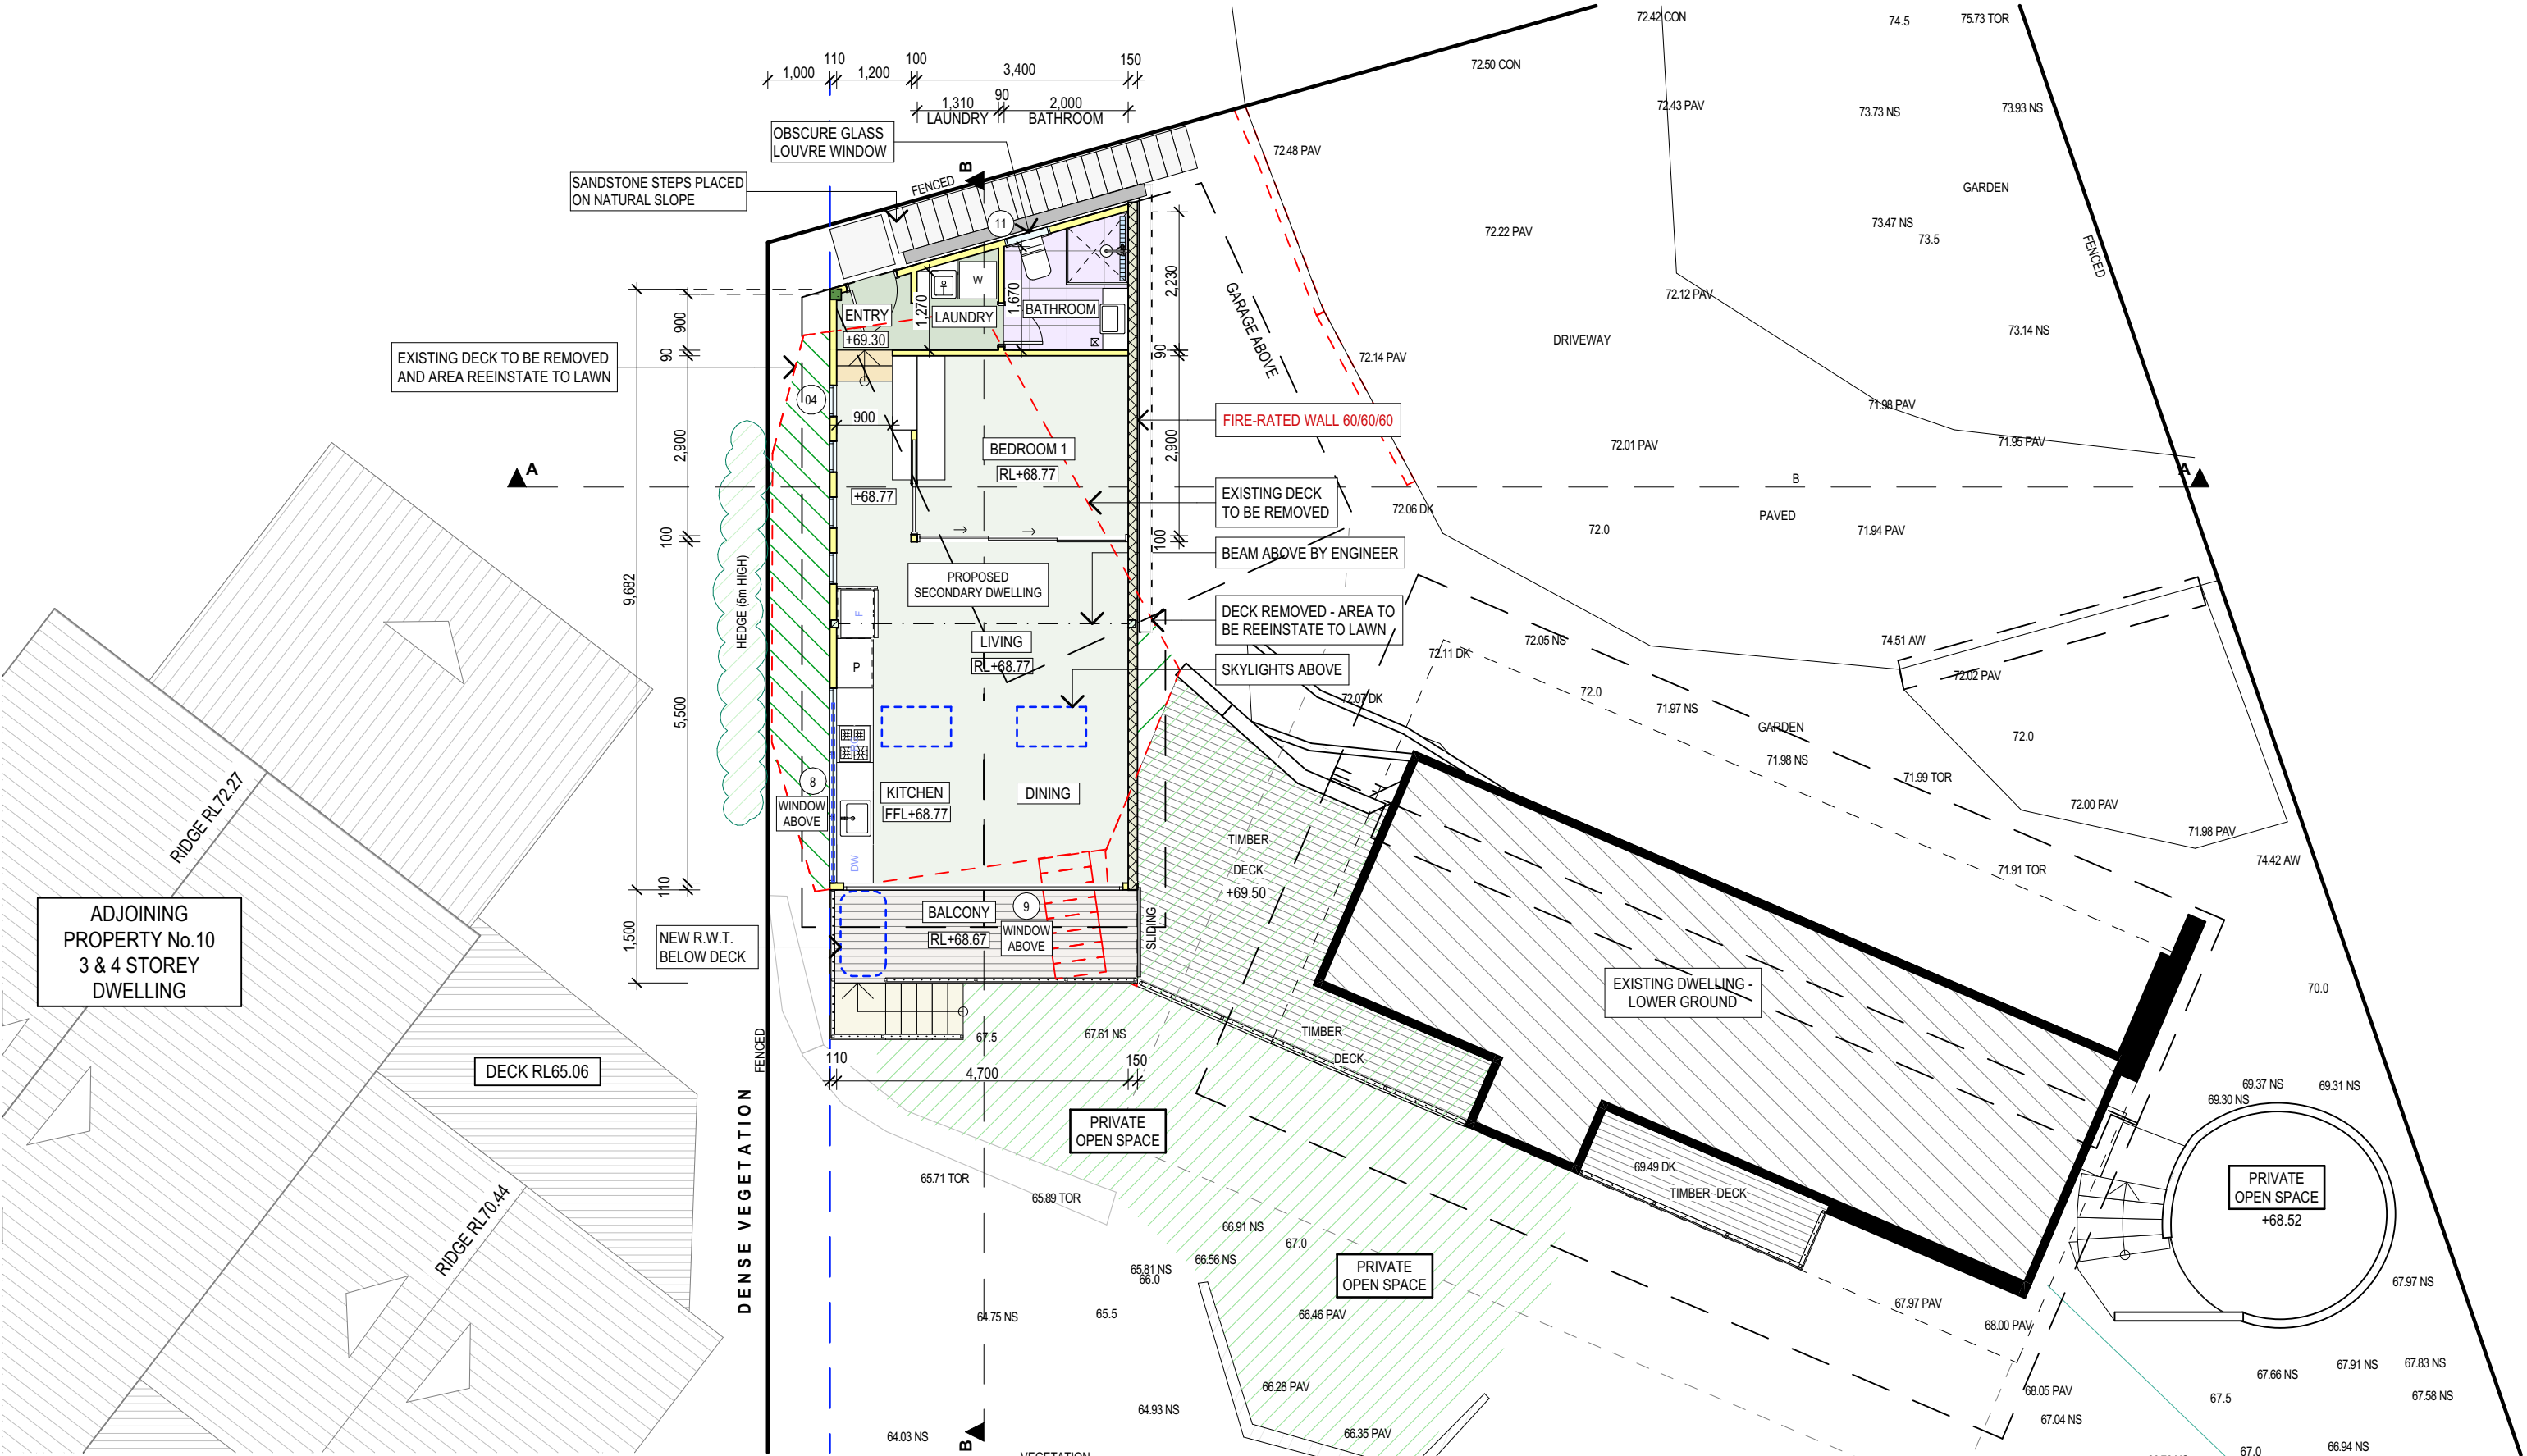 72.42 CON
74.5
75.73 TOR
72.50 CON
72.43 PAV
73.73 NS
73.93 NS
110
100
150
1,000
1,200
3,400
90
1,310
2,000
LAUNDRY
BATHROOM
OBSCURE GLASS
LOUVRE WINDOW
SANDSTONE STEPS PLACED
ON NATURAL SLOPE
FENCED
B
11
72.48 PAV
GARDEN
73.47 NS
73.5
72.22 PAV
FENCED
72.12 PAV
73.14 NS
DRIVEWAY
GARAGE ABOVE
72.14 PAV
2,230
90
2,900
100
W
ENTRY
+69.30
1,270
LAUNDRY
1,670
BATHROOM
900
90
2,900
100
9,682
5,500
110
1,500
EXISTING DECK TO BE REMOVED
AND AREA REEINSTATE TO LAWN
04
900
BEDROOM 1
RL+68.77
+68.77
FIRE-RATED WALL 60/60/60
71.98 PAV
72.01 PAV
71.95 PAV
A
A
B
EXISTING DECK
TO BE REMOVED
72.06 DK
PAVED
72.0
71.94 PAV
BEAM ABOVE BY ENGINEER
PROPOSED
SECONDARY DWELLING
HEDGE (5m HIGH)
F
DECK REMOVED - AREA TO
BE REEINSTATE TO LAWN
LIVING
RL+68.77
P
SKYLIGHTS ABOVE
72.11 DK
72.05 NS
74.51 AW
72.02 PAV
72.07 DK
72.0
71.97 NS
GARDEN
72.0
71.98 NS
71.99 TOR
72.00 PAV
71.98 PAV
71.91 TOR
74.42 AW
8
WINDOW
ABOVE
KITCHEN
FFL+68.77
DINING
DW
TIMBER
DECK
+69.50
RIDGE RL72.27
ADJOINING
PROPERTY No.10
3 & 4 STOREY
DWELLING
NEW R.W.T.
BELOW DECK
BALCONY
RL+68.67
9
WINDOW
ABOVE
SLIDING
EXISTING DWELLING -
LOWER GROUND
70.0
TIMBER
DECK
67.5
67.61 NS
FENCED
110
4,700
150
DECK RL65.06
DENSE VEGETATION
PRIVATE
OPEN SPACE
69.37 NS
69.31 NS
69.30 NS
69.49 DK
TIMBER DECK
PRIVATE
OPEN SPACE
+68.52
65.71 TOR
65.89 TOR
RIDGE RL70.44
66.91 NS
67.0
66.56 NS
65.81 NS
66.0
PRIVATE
OPEN SPACE
67.97 NS
67.97 PAV
68.00 PAV
64.75 NS
65.5
66.46 PAV
67.66 NS
67.91 NS
67.83 NS
66.28 PAV
68.05 PAV
67.5
67.58 NS
64.93 NS
67.04 NS
64.03 NS
B
66.35 PAV
66.94 NS
67.0
VEGETATION